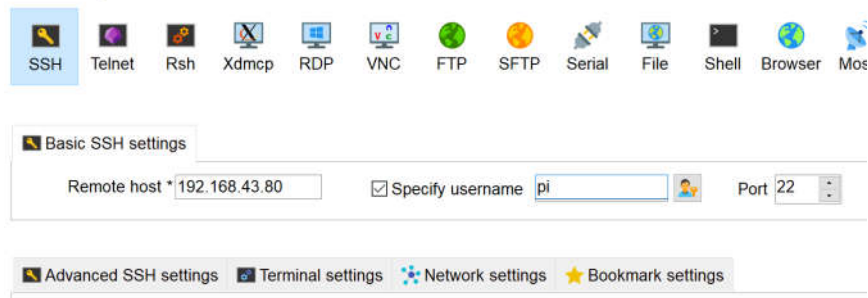 SSH Telnet Rsh Xdmcp RDP VNC FTP SFTP Serial File Shell Browser Mos
Basic SSH settings
Remote host * 192.168.43.80 Specify username pi Port 22
Advanced SSH settings Terminal settings Network settings Bookmark settings